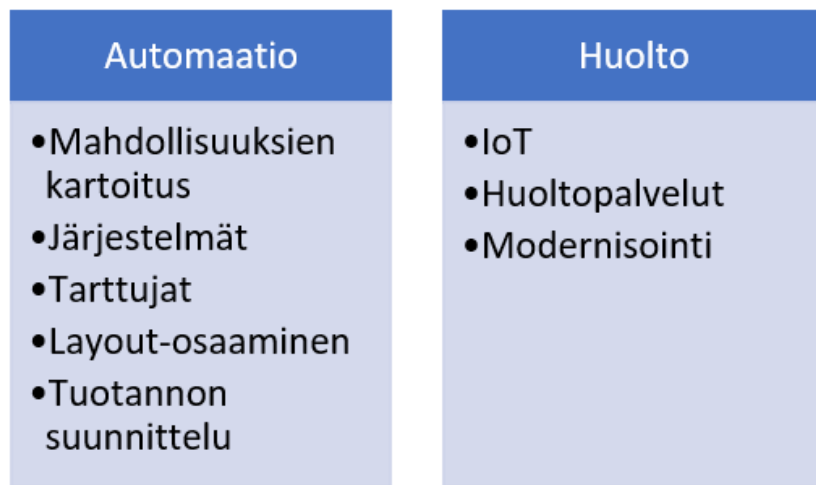 Automaatio
•Mahdollisuuksien
kartoitus
•Järjestelmät
•Tarttujat
•Layout-osaaminen
•Tuotannon
suunnittelu
Huolto
•IoT
•Huoltopalvelut
•Modernisointi